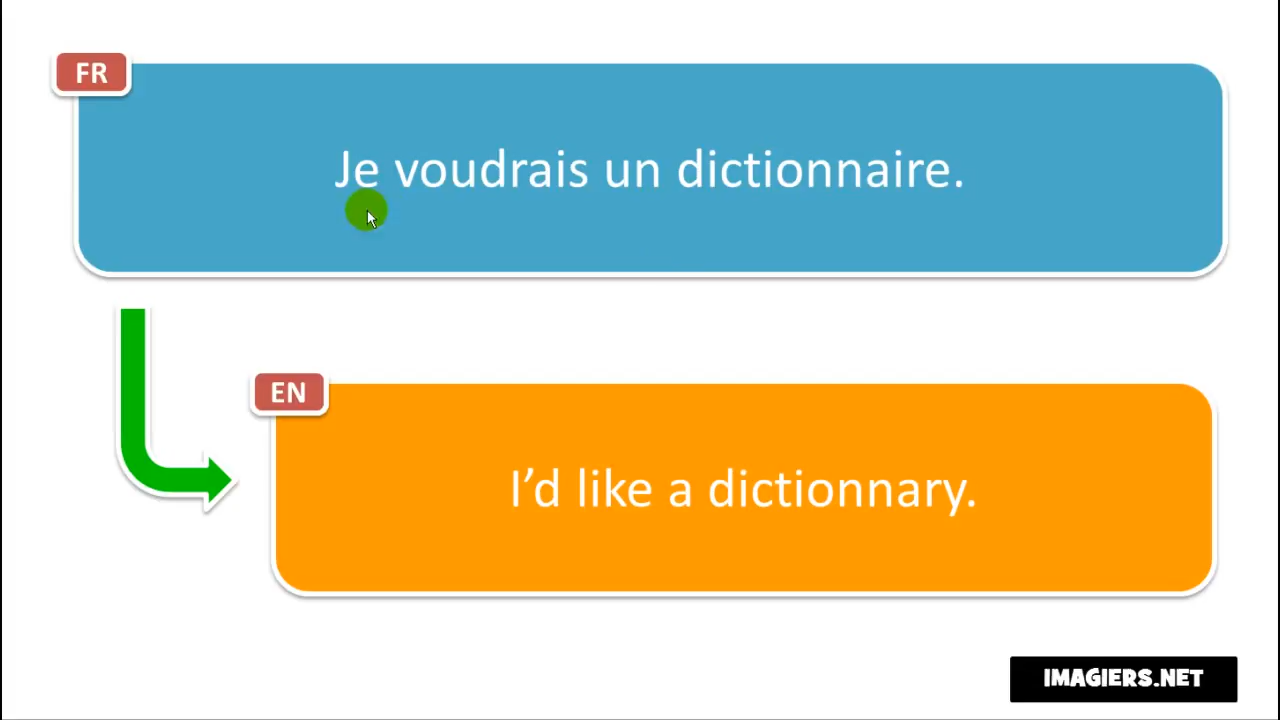 FR
Je voudrais un dictionnaire.
EN
I’d like a dictionnary.
IMAGIERS.NET